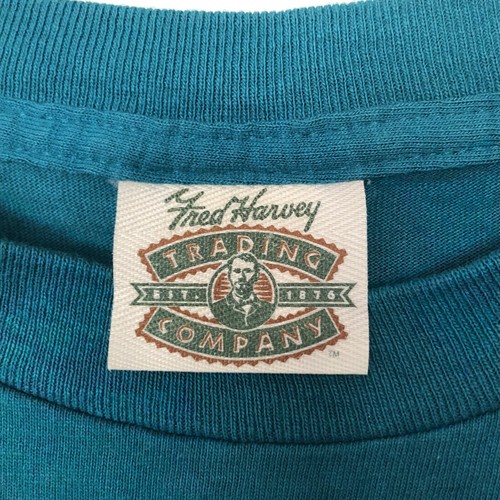 Fred Harvey
TRADING
EST. 1876
COMPANY
TM